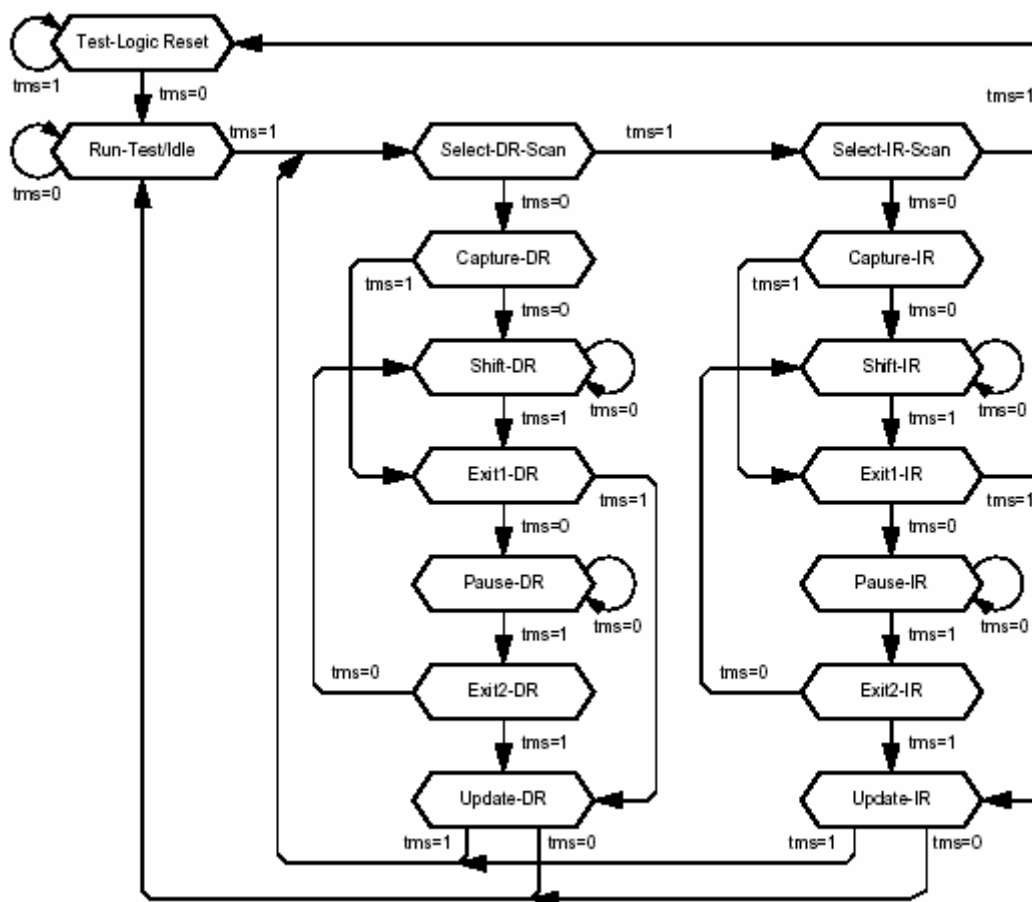 Test-Logic Reset
tms=1
tms=0
tms=1
Run-Test/Idle
tms=1
Select-DR-Scan
tms=1
Select-IR-Scan
tms=0
tms=0
tms=0
Capture-DR
Capture-IR
tms=1
tms=1
tms=0
tms=0
Shift-DR
Shift-IR
tms=0
tms=0
tms=1
tms=1
Exit1-DR
Exit1-IR
tms=1
tms=1
tms=0
tms=0
Pause-DR
Pause-IR
tms=0
tms=0
tms=1
tms=1
tms=0
tms=0
Exit2-DR
Exit2-IR
tms=1
tms=1
Update-DR
Update-IR
tms=1
tms=0
tms=1
tms=0